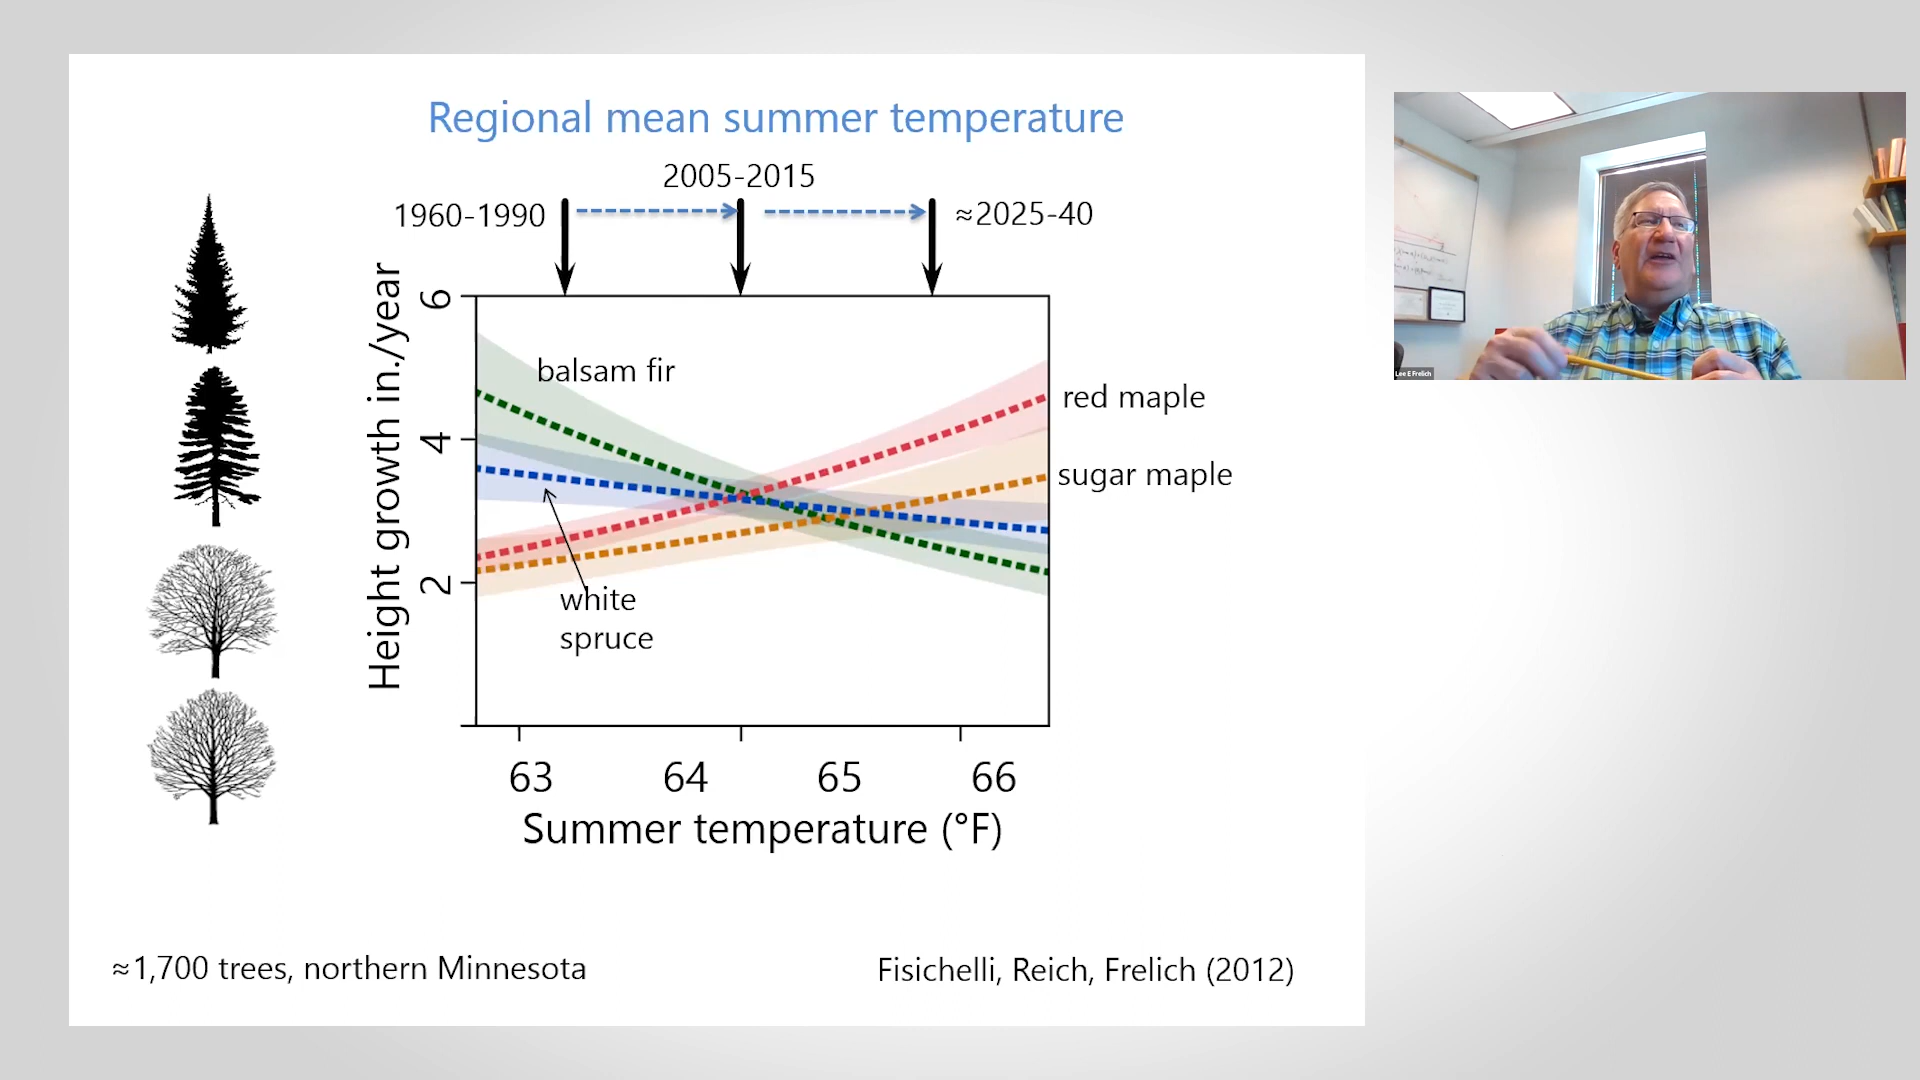 Regional mean summer temperature
2005-2015
1960-1990
≈2025-40
Height growth in./year
6
4
2
balsam fir
red maple
sugar maple
white
spruce
63 64 65 66
Summer temperature (°F)
≈1,700 trees, northern Minnesota
Fisichelli, Reich, Frelich (2012)
Lee E Frelich